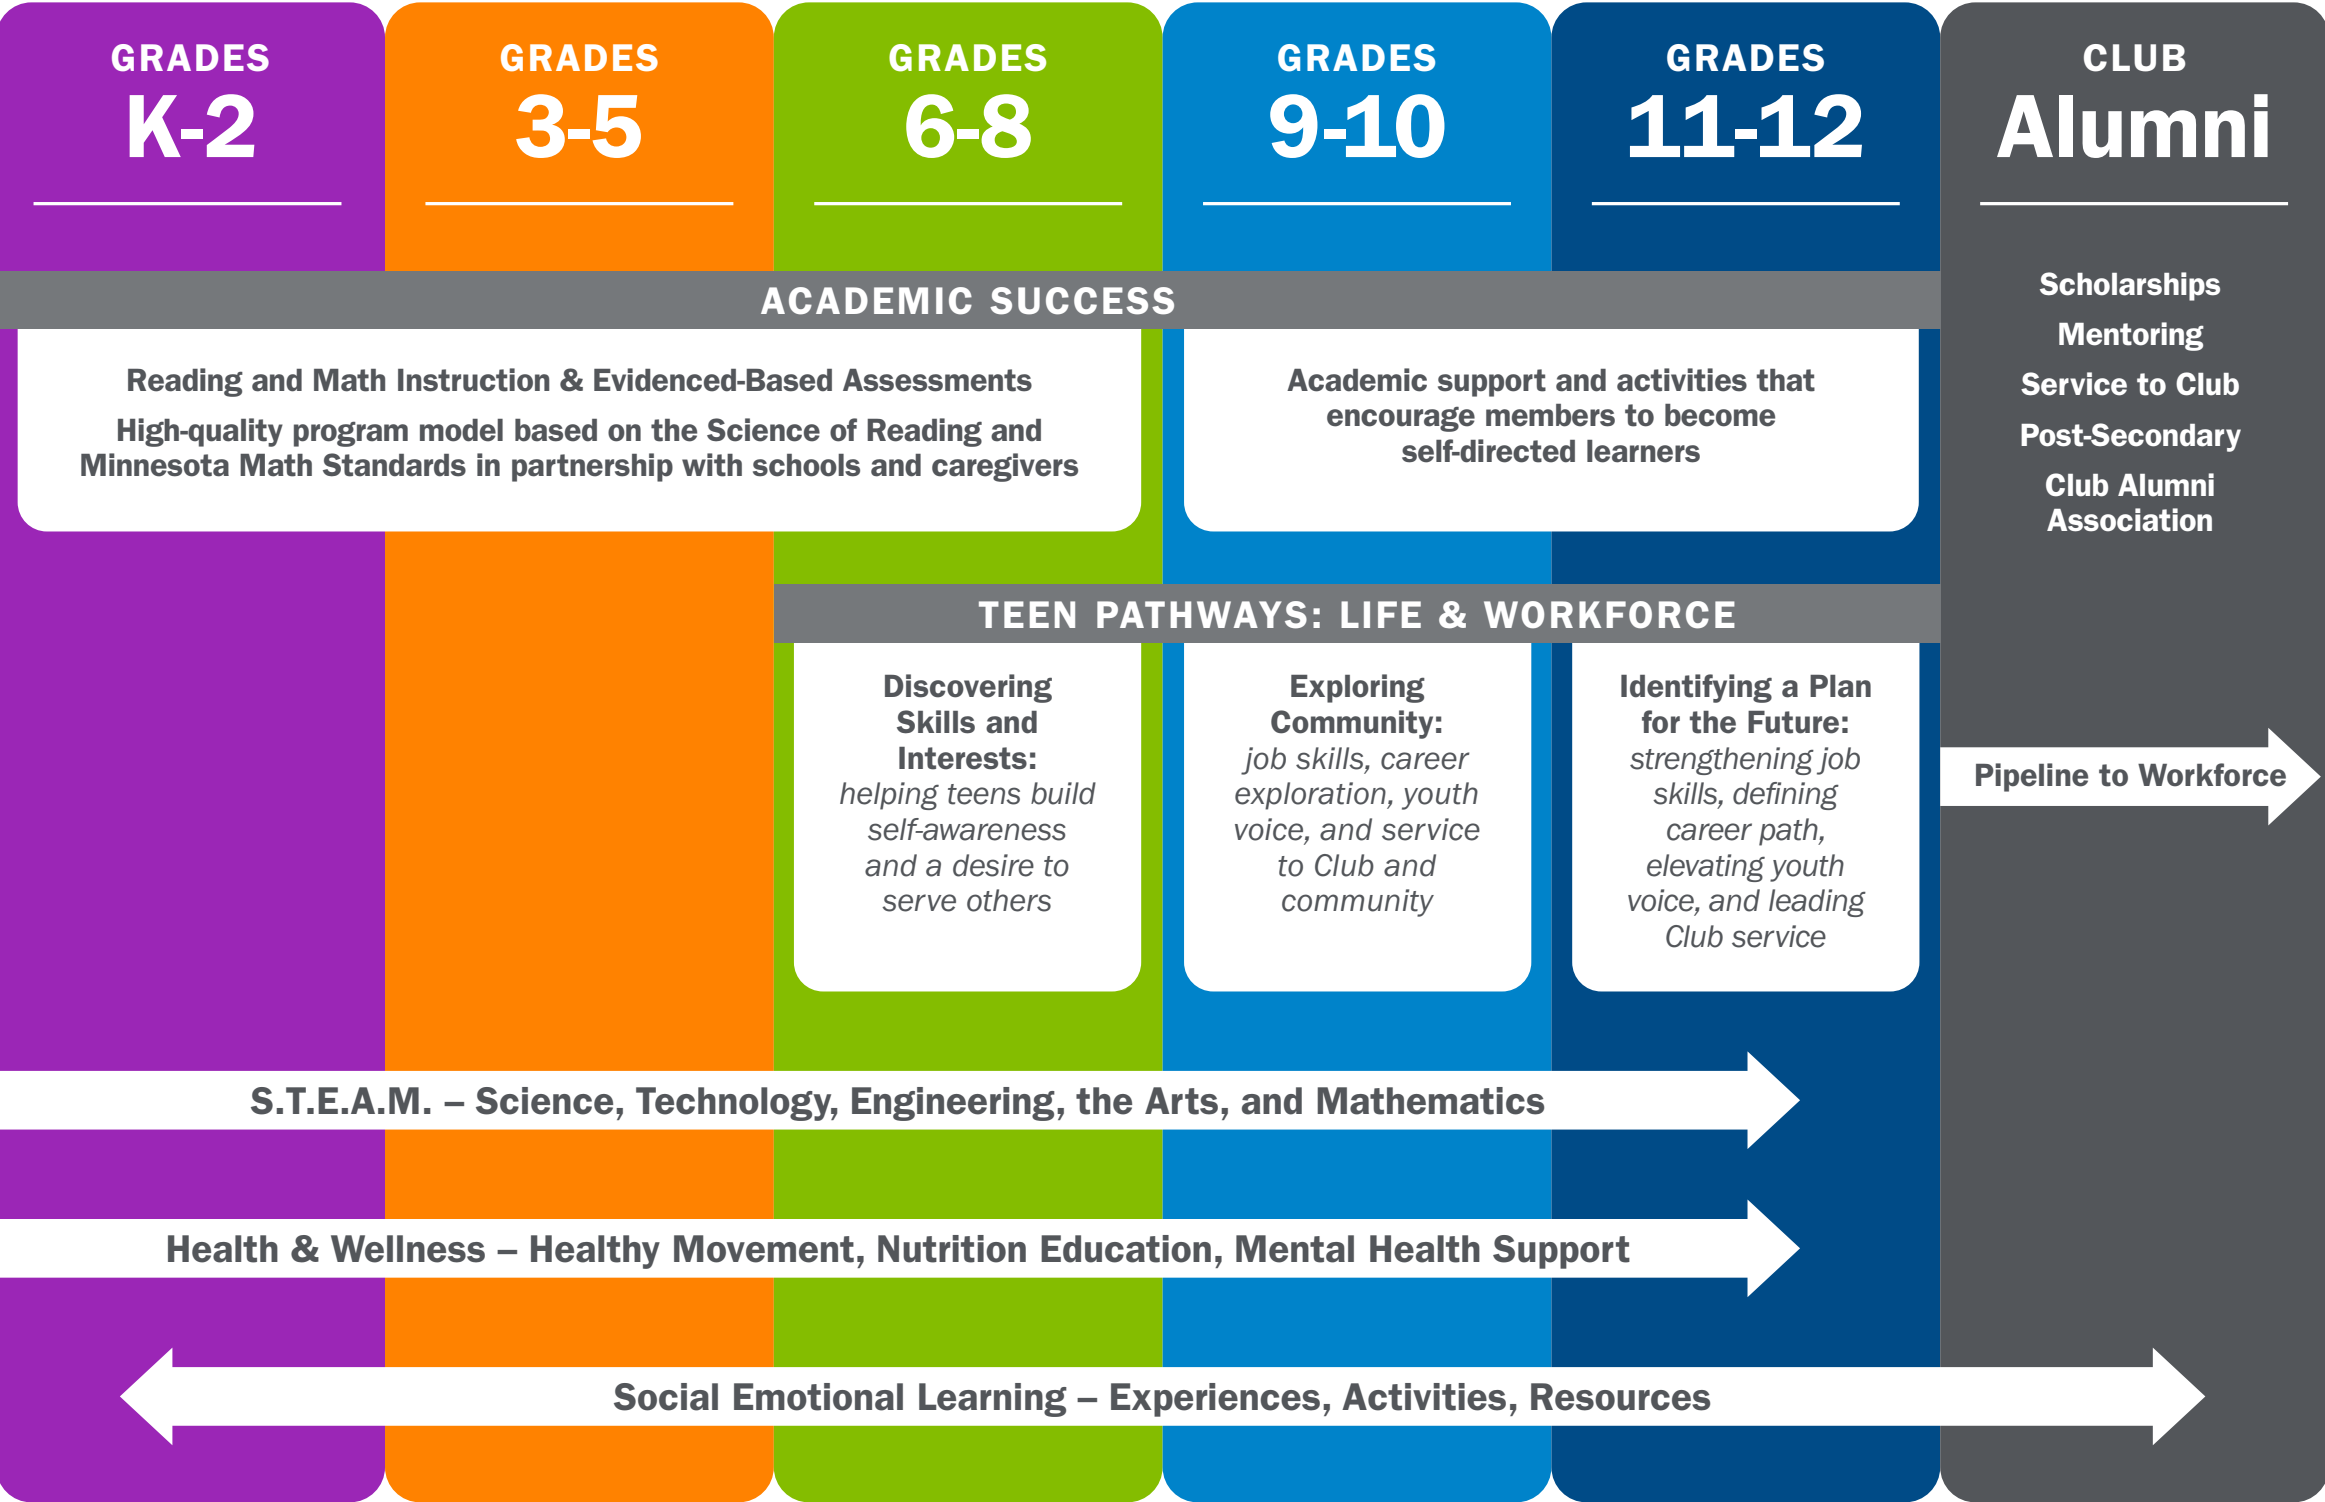 GRADES
K-2
GRADES
3-5
GRADES
6-8
GRADES
9-10
GRADES
11-12
CLUB
Alumni
ACADEMIC SUCCESS
Reading and Math Instruction & Evidenced-Based Assessments
High-quality program model based on the Science of Reading and
Minnesota Math Standards in partnership with schools and caregivers
Academic support and activities that
encourage members to become
self-directed learners
Scholarships
Mentoring
Service to Club
Post-Secondary
Club Alumni
Association
TEEN PATHWAYS: LIFE & WORKFORCE
Discovering
Skills and
Interests:
helping teens build
self-awareness
and a desire to
serve others
Exploring
Community:
job skills, career
exploration, youth
voice, and service
to Club and
community
Identifying a Plan
for the Future:
strengthening job
skills, defining
career path,
elevating youth
voice, and leading
Club service
Pipeline to Workforce
S.T.E.A.M. – Science, Technology, Engineering, the Arts, and Mathematics
Health & Wellness – Healthy Movement, Nutrition Education, Mental Health Support
Social Emotional Learning – Experiences, Activities, Resources